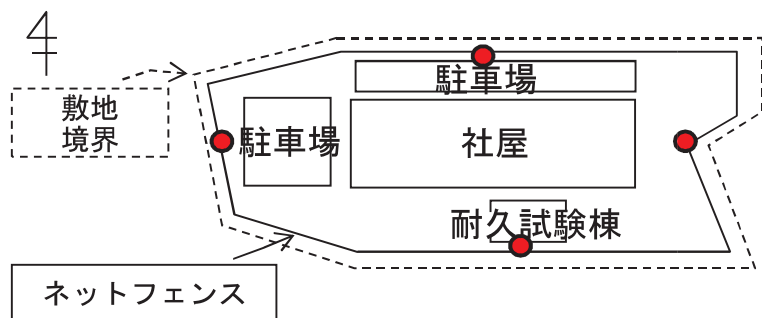 駐車場
敷地
境界
駐車場
社屋
耐久試験棟
ネットフェンス